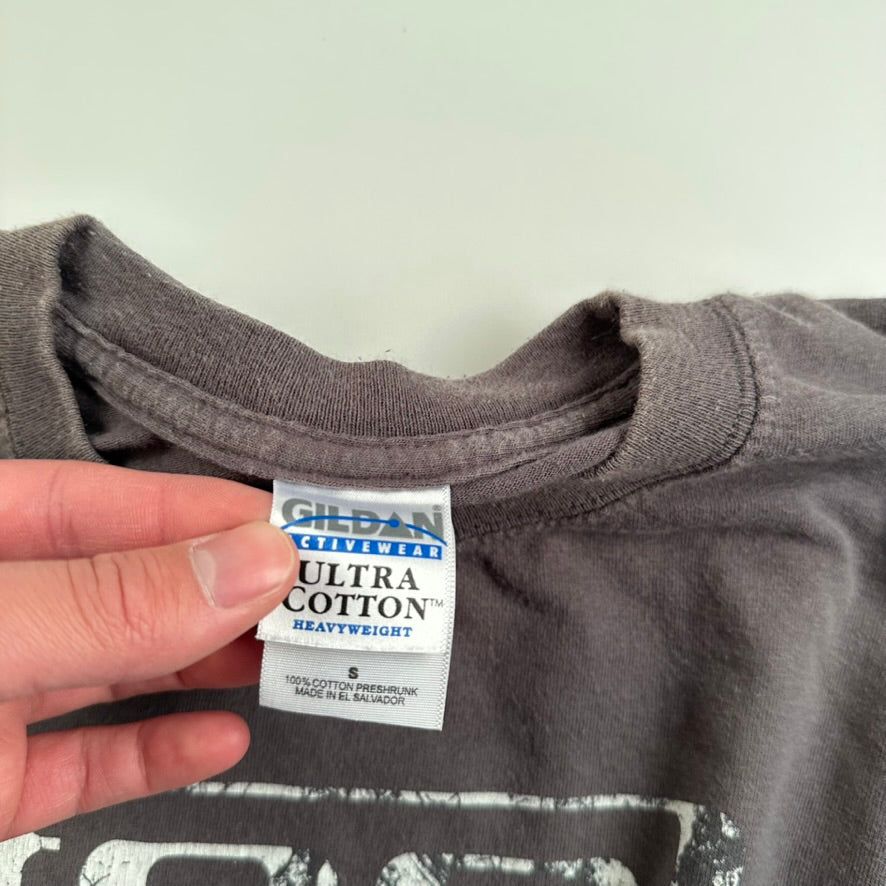 GILDAN®
ACTIVEWEAR
ULTRA
COTTON™
HEAVYWEIGHT
S
100% COTTON PRESHRUNK
MADE IN EL SALVADOR